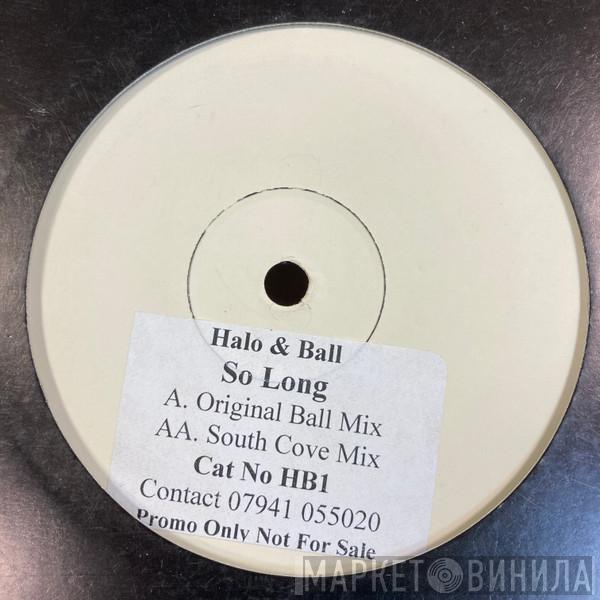 Halo & Ball
So Long
A. Original Ball Mix
AA. South Cove Mix
Cat No HB1
Contact 07941 055020
Promo Only Not For Sale
МАРКЕТ ВИНИЛА